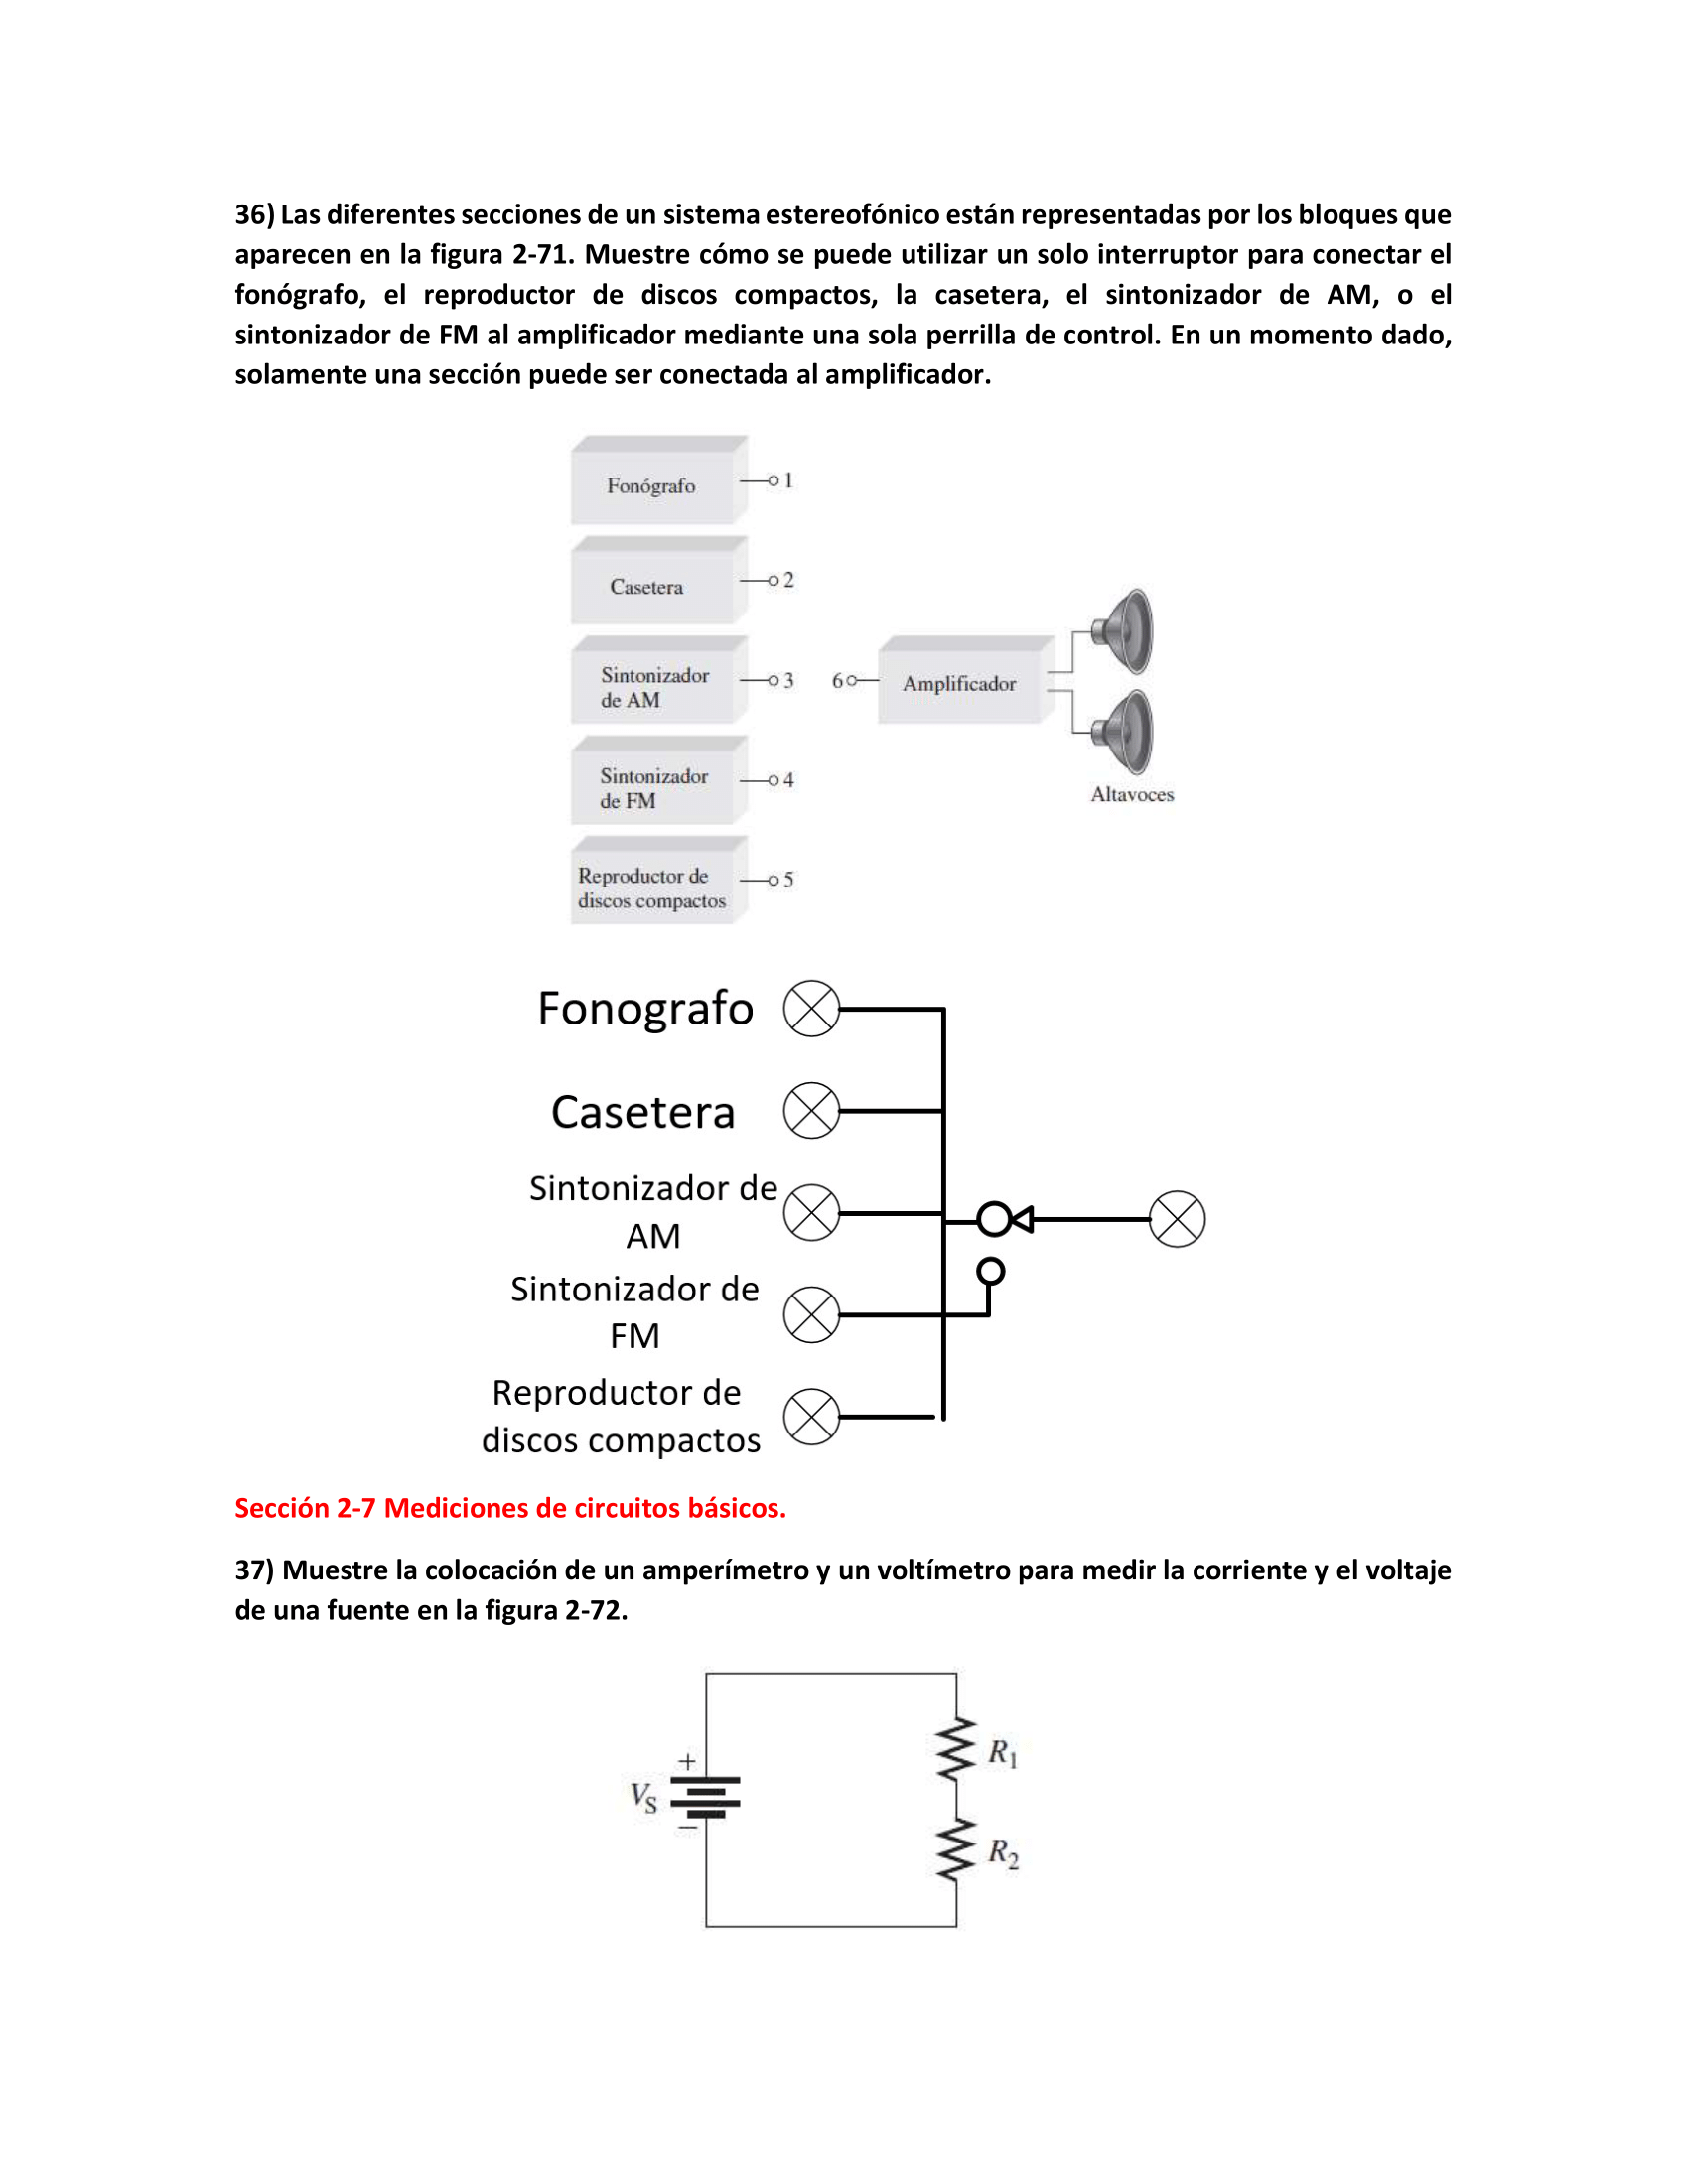 36) Las diferentes secciones de un sistema estereofónico están representadas por los bloques que
aparecen en la figura 2-71. Muestre cómo se puede utilizar un solo interruptor para conectar el
fonógrafo, el reproductor de discos compactos, la casetera, el sintonizador de AM, o el
sintonizador de FM al amplificador mediante una sola perrilla de control. En un momento dado,
solamente una sección puede ser conectada al amplificador.
Fonógrafo
1
Casetera
2
Sintonizador
de AM
3
6
Amplificador
Sintonizador
de FM
4
Altavoces
Reproductor de
discos compactos
5
Fonografo
Casetera
Sintonizador de
AM
Sintonizador de
FM
Reproductor de
discos compactos
Sección 2-7 Mediciones de circuitos básicos.
37) Muestre la colocación de un amperímetro y un voltímetro para medir la corriente y el voltaje
de una fuente en la figura 2-72.
+
VS
–
R1
R2